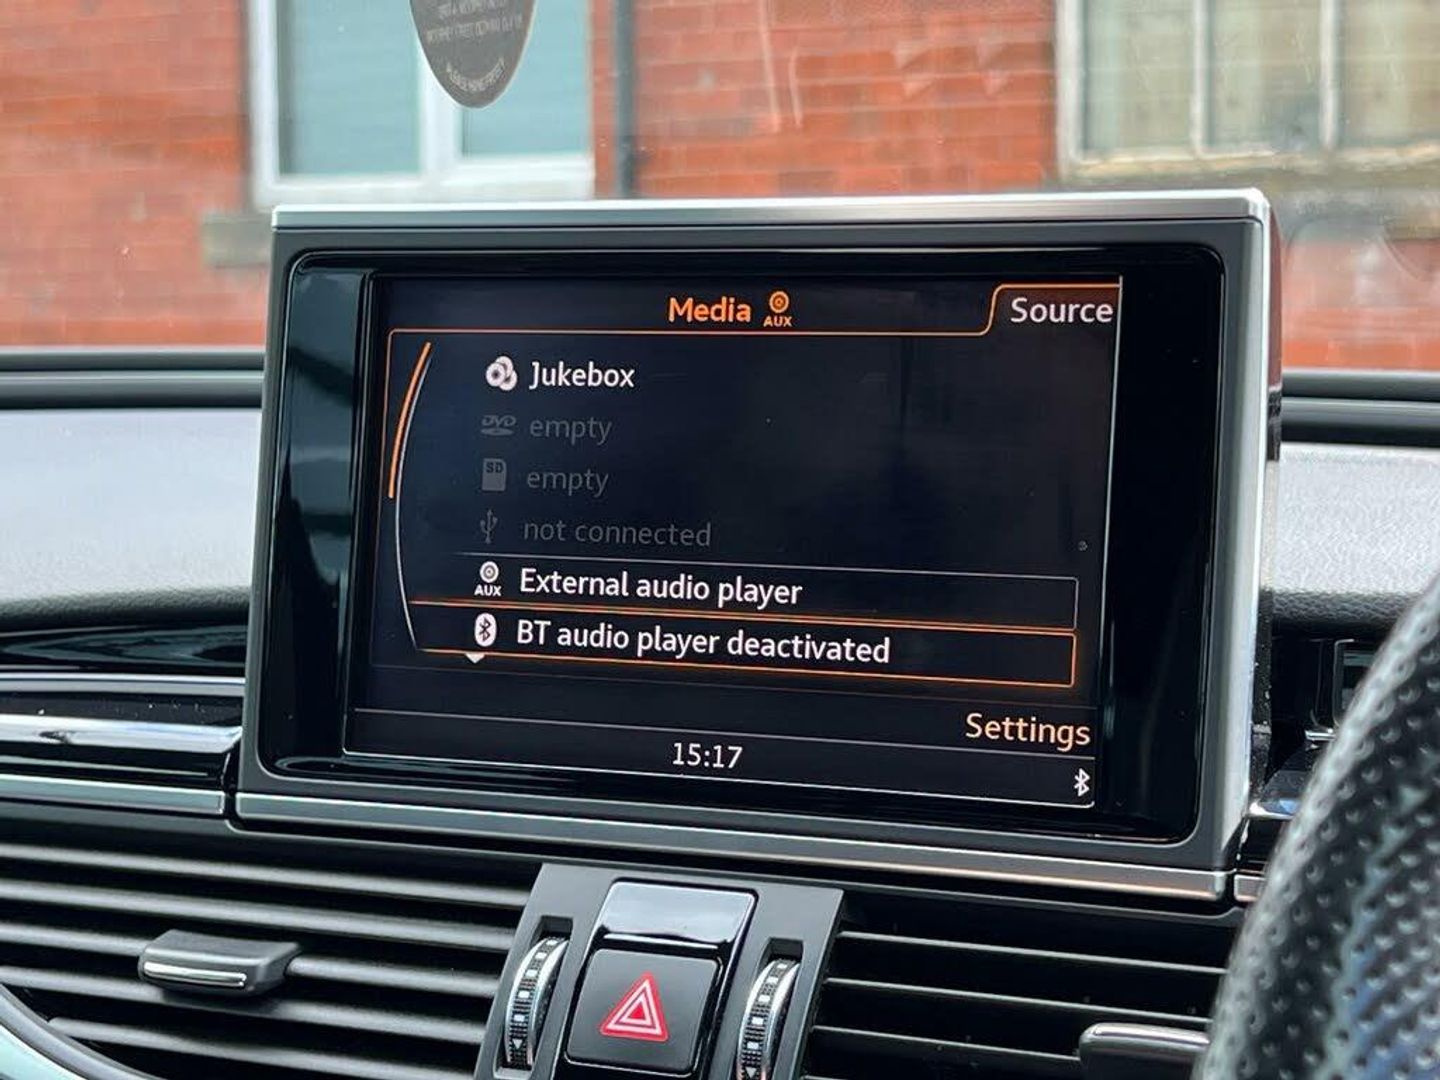 Media AUX
Source
Jukebox
DVD empty
SD empty
not connected
AUX External audio player
BT audio player deactivated
Settings
15:17